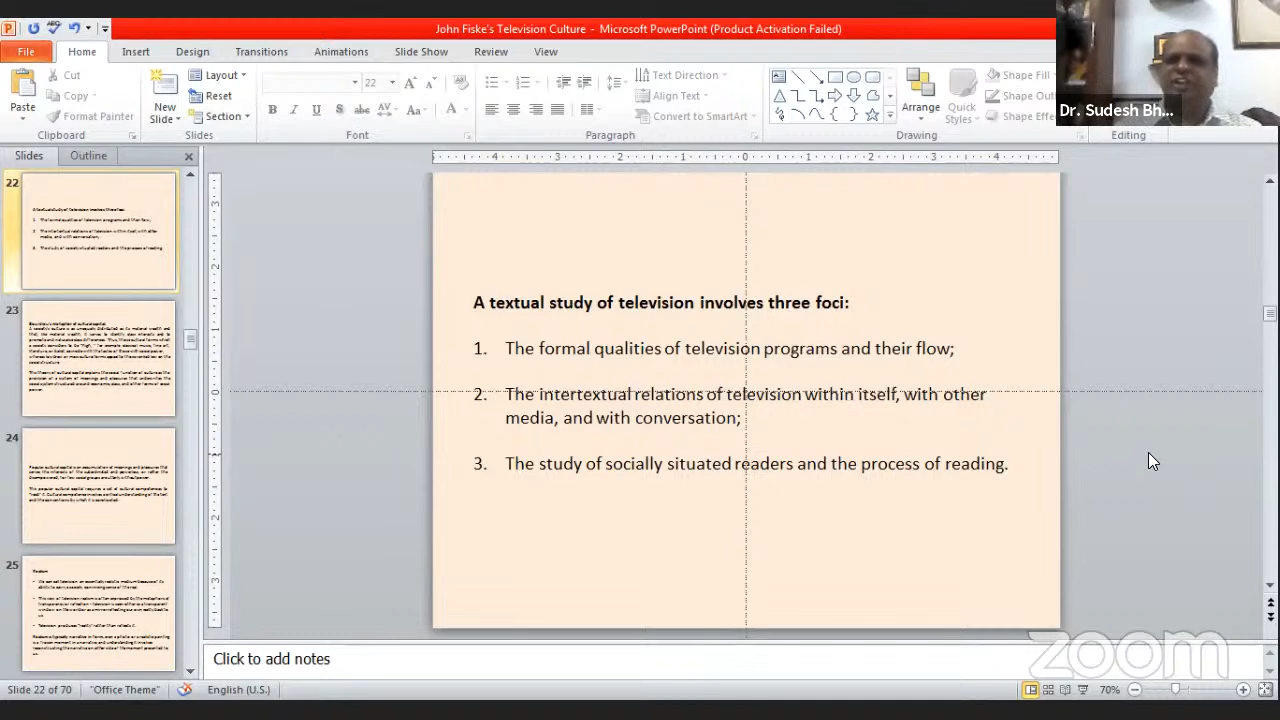 John Fiske's Television Culture - Microsoft PowerPoint (Product Activation Failed)
File Home Insert Design Transitions Animations Slide Show Review View
Cut
Copy
Format Painter
Paste
Clipboard
New
Slide
Layout
Reset
Section
Slides
22
Font
Text Direction
Align Text
Convert to SmartArt
Paragraph
Arrange
Quick
Styles
Shape Fill
Shape
Shape Effe
Drawing
Editing
Dr. Sudesh Bh...
Slides Outline
22
23
24
25
A textual study of television involves three foci:
1. The formal qualities of television programs and their flow;
2. The intertextual relations of television within itself, with other
media, and with conversation;
3. The study of socially situated readers and the process of reading.
Click to add notes
zoom
Slide 22 of 70 "Office Theme" English (U.S.) 70%